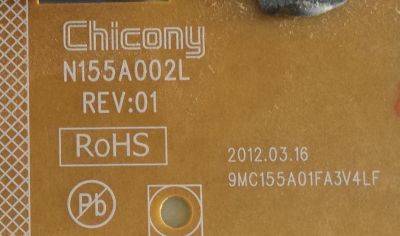 Chicony
N155A002L
REV:01
RoHS
2012.03.16
9MC155A01FA3V4LF
Pb